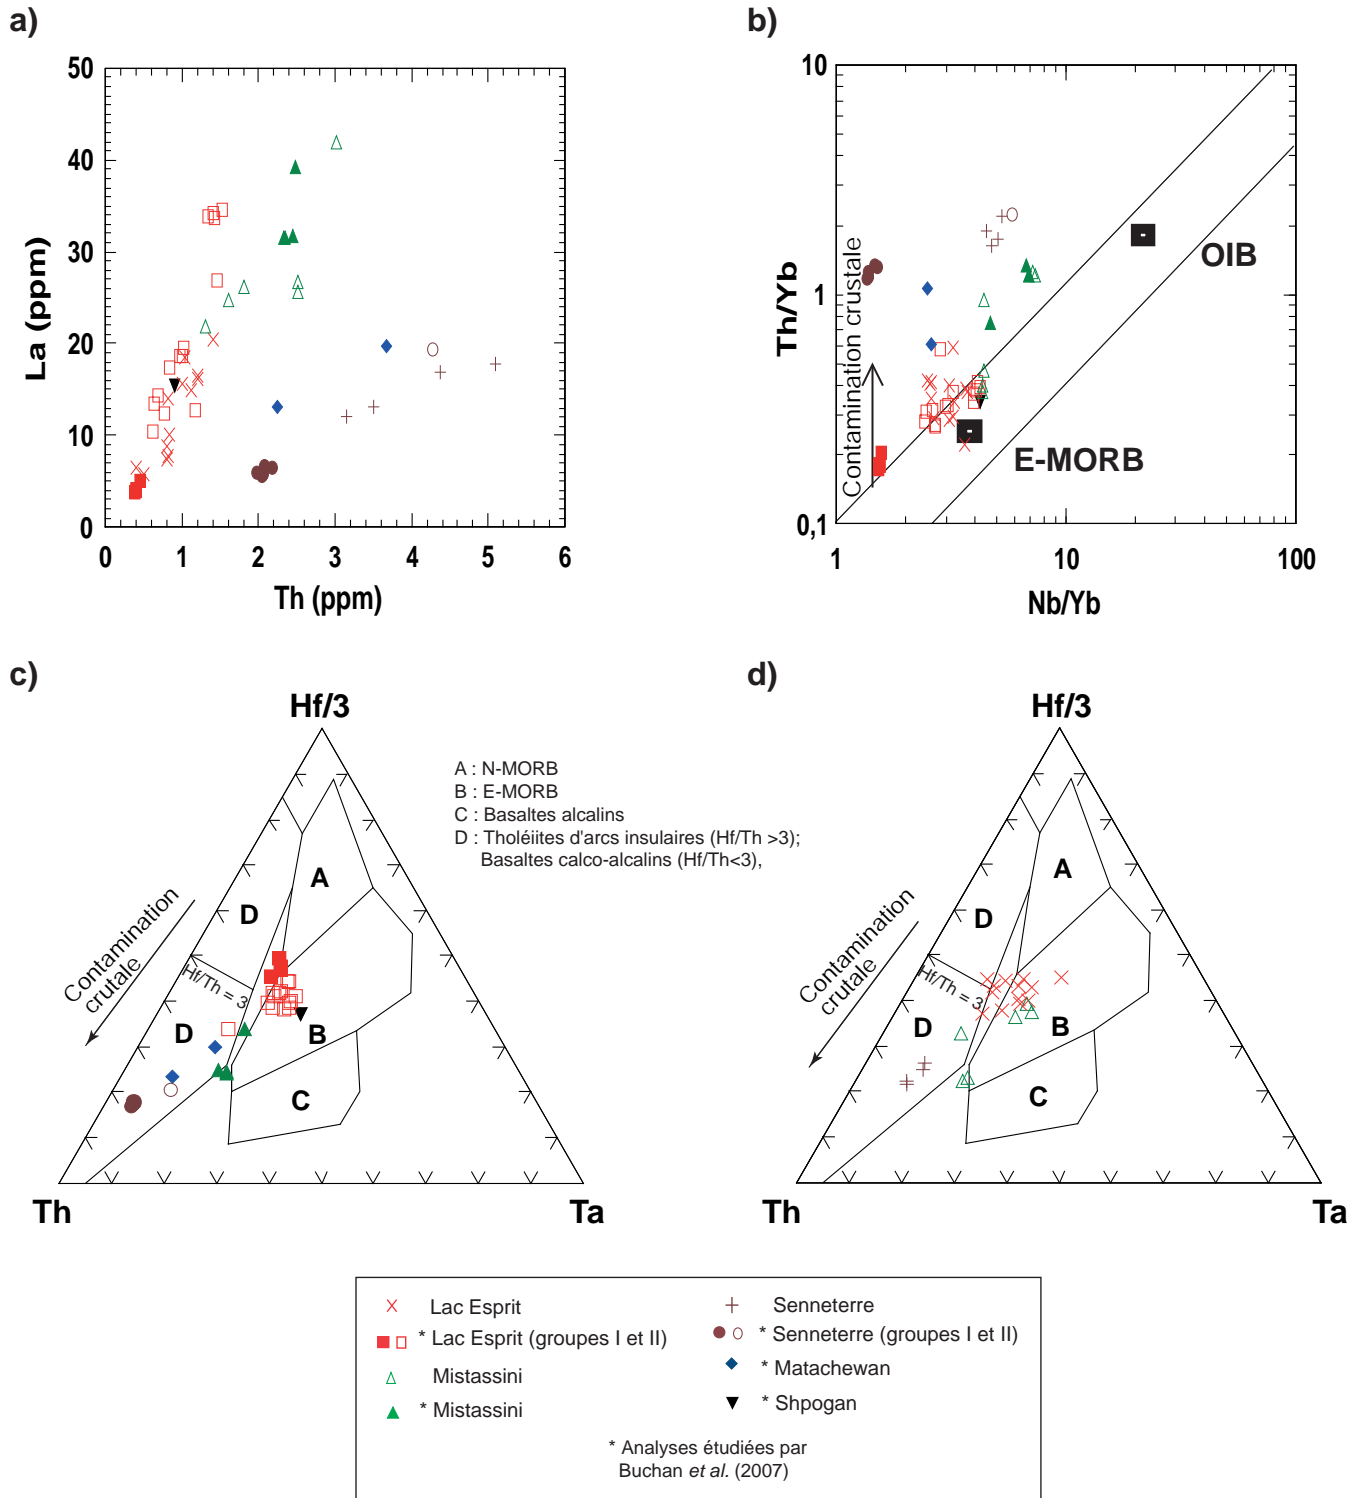 a)
b)
50
40
30
20
10
0
La (ppm)
0 1 2 3 4 5 6
Th (ppm)
10
1
0,1
Th/Yb
Contamination crustale
OIB
E-MORB
1 10 100
Nb/Yb
c)
d)
Hf/3
A : N-MORB
B : E-MORB
C : Basaltes alcalins
D : Tholéiites d'arcs insulaires (Hf/Th >3);
Basaltes calco-alcalins (Hf/Th<3),
Contamination
crutale
A
D
Hf/Th = 3
D
B
C
Th
Ta
Hf/3
Contamination
crutale
A
D
Hf/Th = 3
D
B
C
Th
Ta
Lac Esprit
* Lac Esprit (groupes I et II)
Mistassini
* Mistassini
Senneterre
* Senneterre (groupes I et II)
* Matachewan
* Shpogan
* Analyses étudiées par
Buchan et al. (2007)